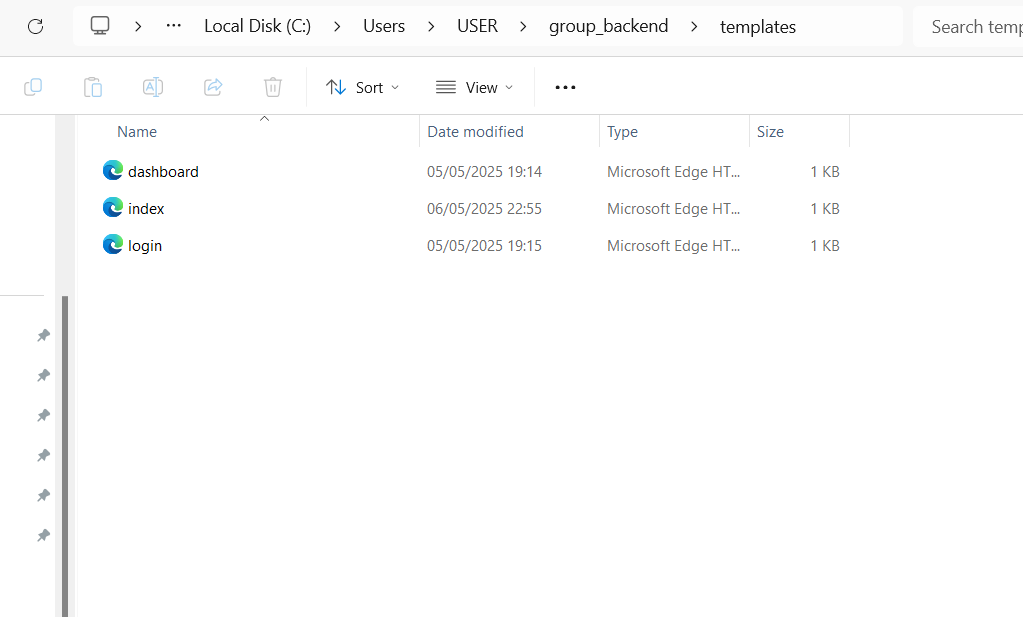 Local Disk (C:) Users USER group_backend templates Search temp
Sort View
Name Date modified Type Size
dashboard 05/05/2025 19:14 Microsoft Edge HT... 1 KB
index 06/05/2025 22:55 Microsoft Edge HT... 1 KB
login 05/05/2025 19:15 Microsoft Edge HT... 1 KB